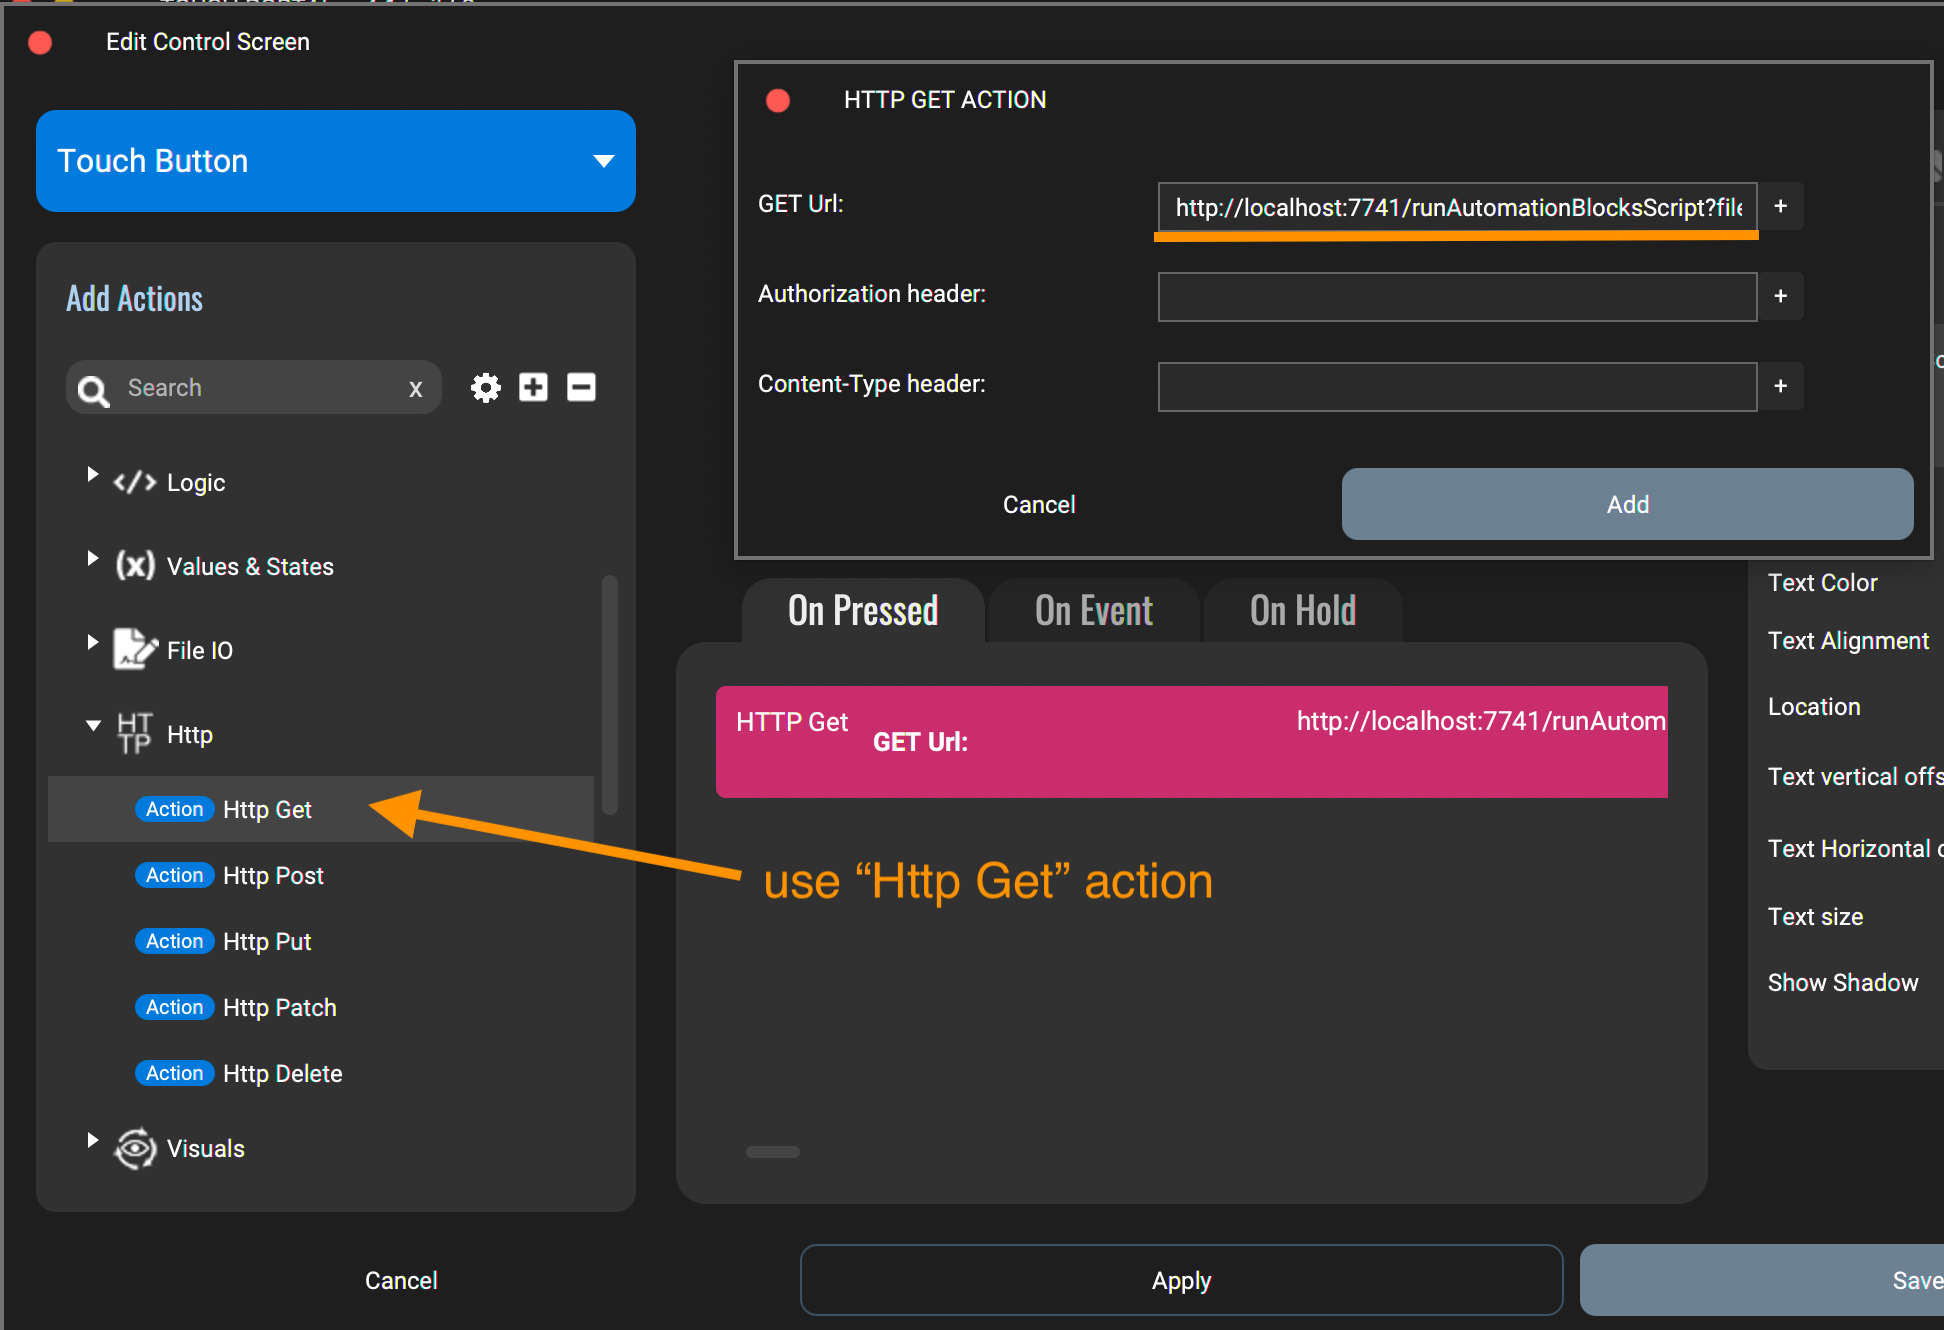 Edit Control Screen
Touch Button
Add Actions
Search
x
Logic
(x) Values & States
File IO
HTTP Http
Action Http Get
Action Http Post
Action Http Put
Action Http Patch
Action Http Delete
Visuals
HTTP GET ACTION
GET Url:
http://localhost:7741/runAutomationBlocksScript?file
+
Authorization header:
+
Content-Type header:
+
Cancel
Add
On Pressed
On Event
On Hold
HTTP Get
GET Url:
http://localhost:7741/runAutom
use “Http Get” action
Text Color
Text Alignment
Location
Text vertical offs
Text Horizontal
Text size
Show Shadow
Cancel
Apply
Save